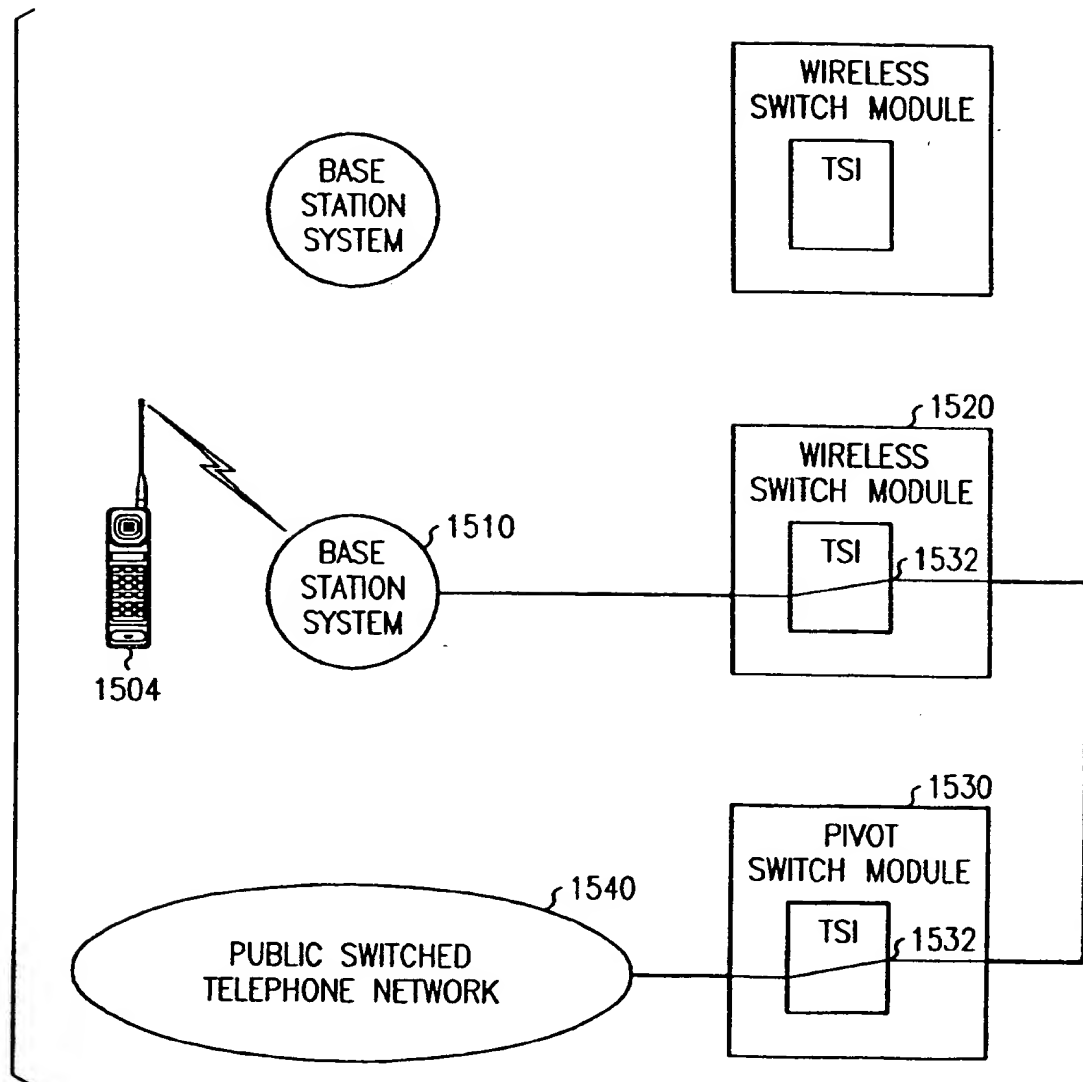 WIRELESS
SWITCH MODULE
TSI
BASE
STATION
SYSTEM
1520
WIRELESS
SWITCH MODULE
TSI
1532
1510
BASE
STATION
SYSTEM
1504
1530
PIVOT
SWITCH MODULE
TSI
1532
1540
PUBLIC SWITCHED
TELEPHONE NETWORK